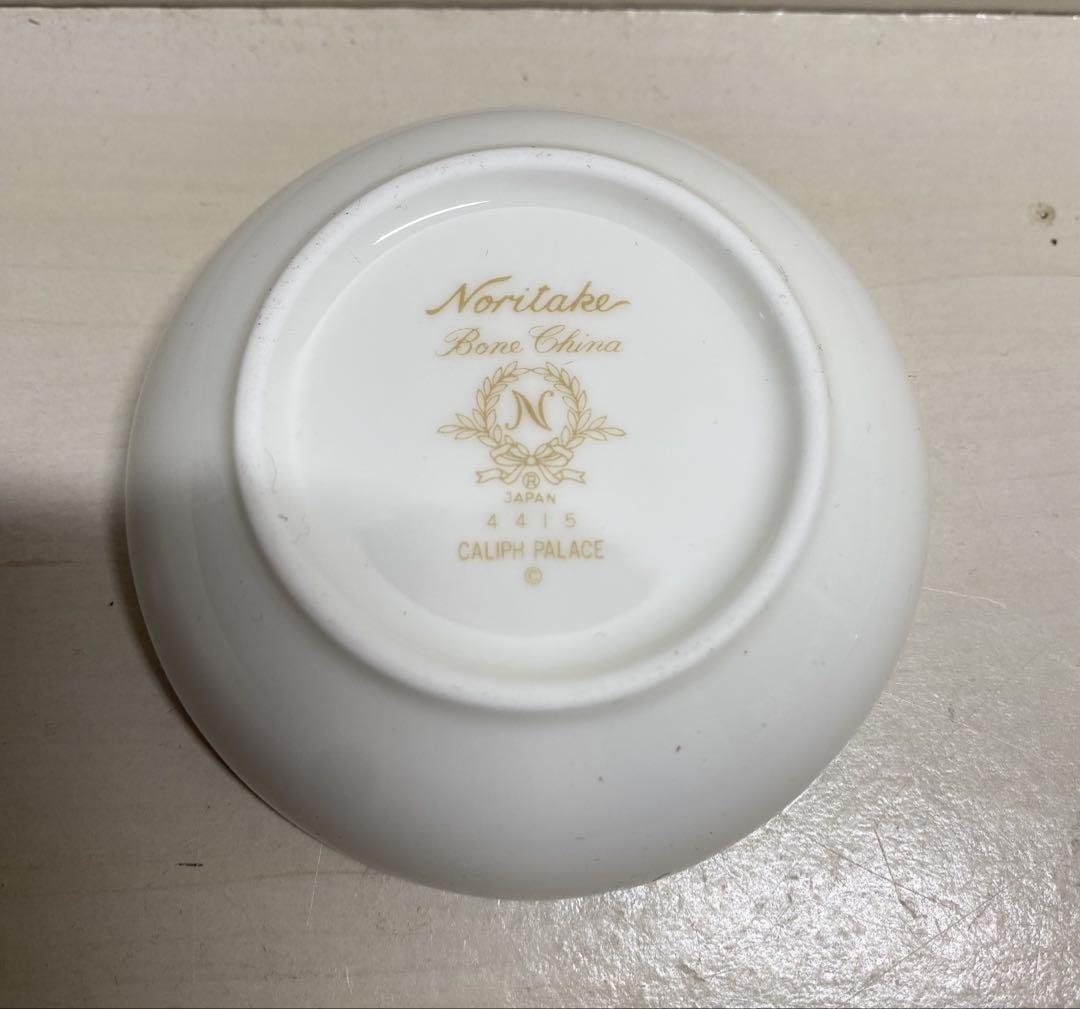 Noritake
Bone China
N
®
JAPAN
4415
CALIPH PALACE
©